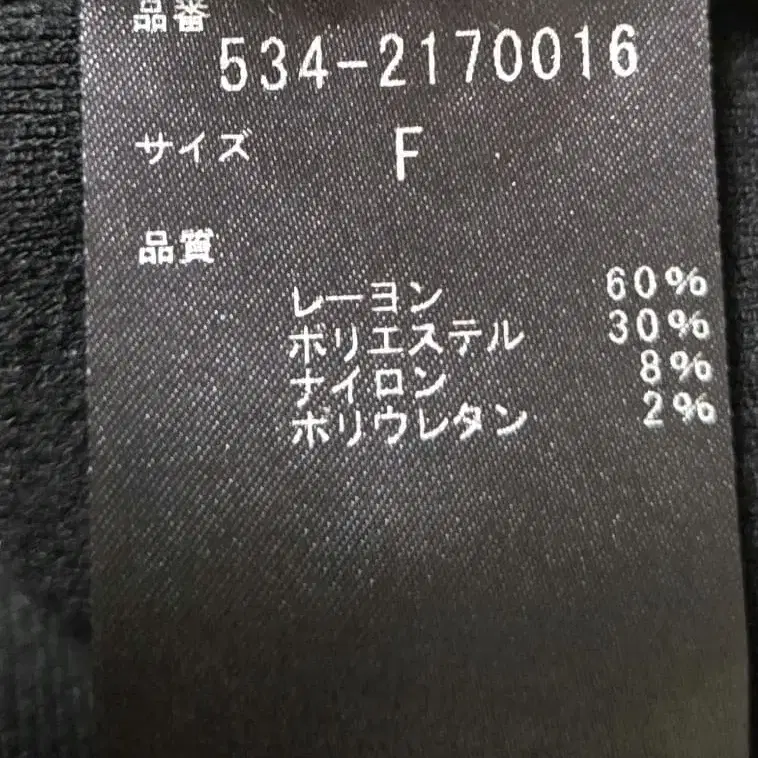 品番
534-2170016
サイズ F
品質
レーヨン 60%
ポリエステル 30%
ナイロン 8%
ポリウレタン 2%